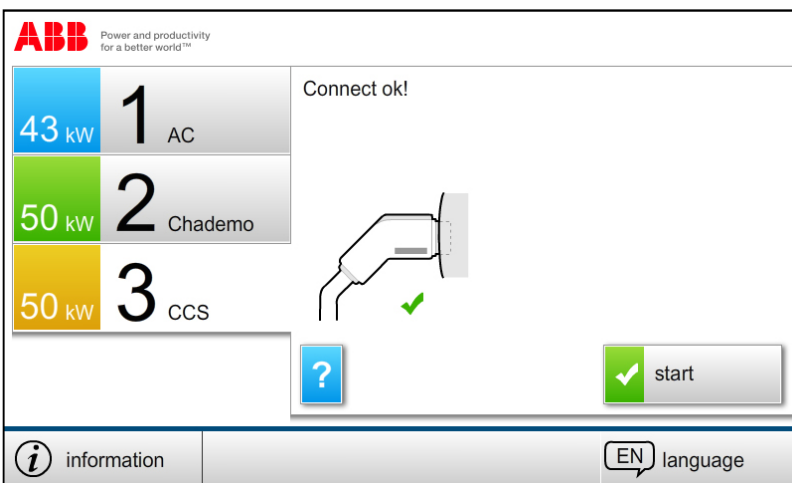 ABB
Power and productivity
for a better world™
43 kW
1 AC
50 kW
2 Chademo
50 kW
3 CCS
Connect ok!
?
start
i information
EN language